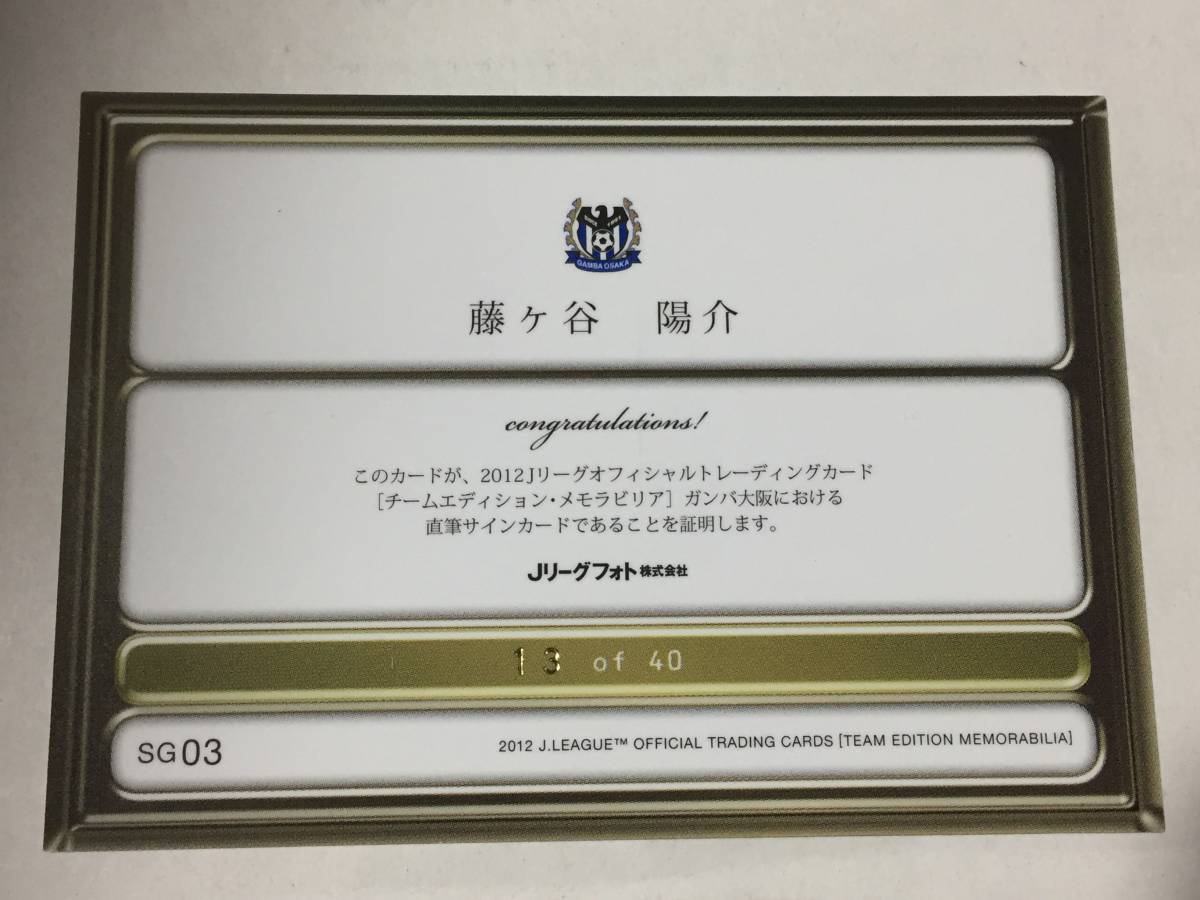 GAMBA OSAKA
藤ヶ谷 陽介
congratulations!
このカードが、2012Jリーグオフィシャルトレーディングカード
[チームエディション・メモラビリア] ガンバ大阪における
直筆サインカードであることを証明します。
Jリーグフォト株式会社
13 of 40
SG03
2012 J.LEAGUE™ OFFICIAL TRADING CARDS [TEAM EDITION MEMORABILIA]